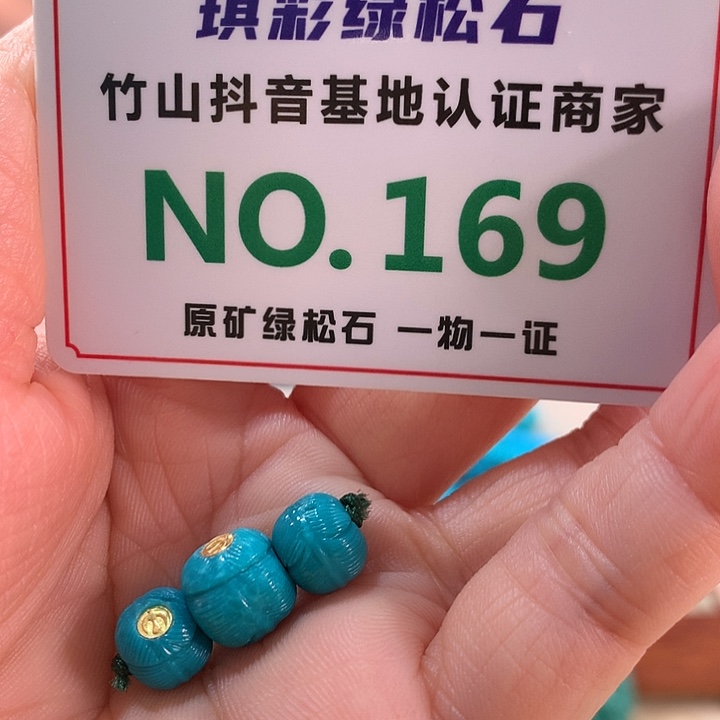 琪彩绿松石
竹山抖音基地认证商家
NO.169
原矿绿松石 一物一证